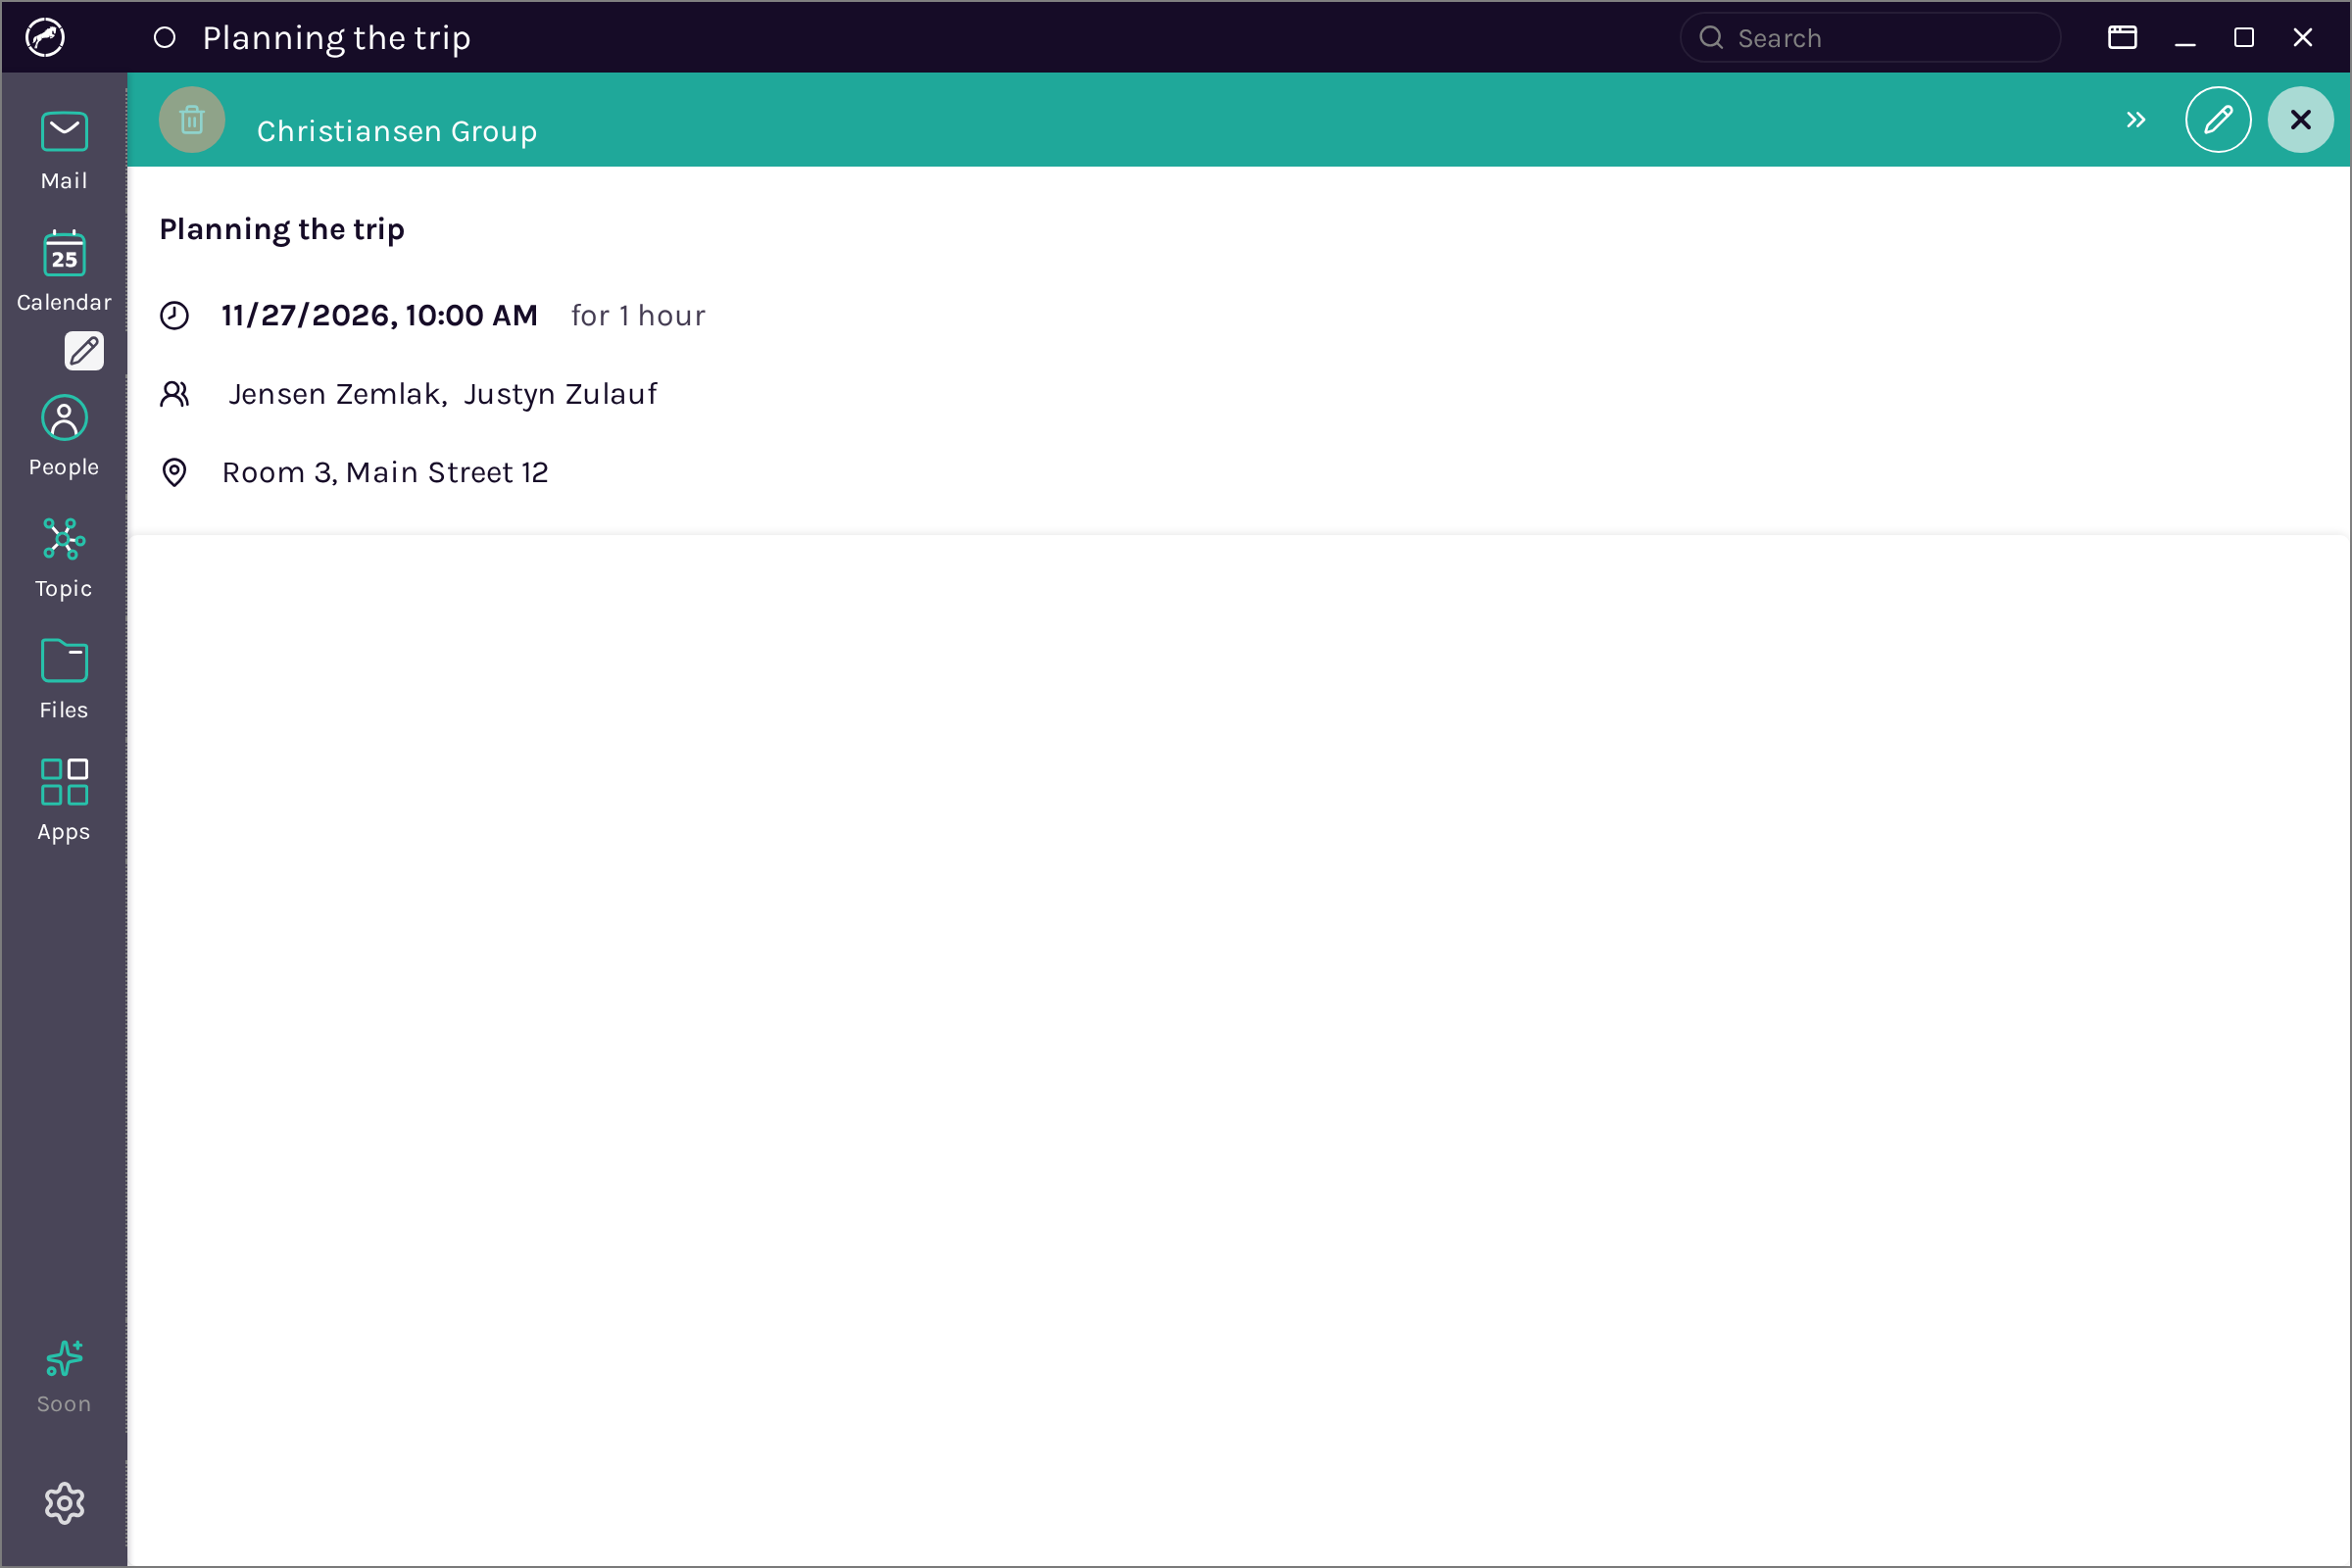 Planning the trip
Search
Mail
25
Calendar
People
Topic
Files
Apps
Soon
Christiansen Group
Planning the trip
11/27/2026, 10:00 AM for 1 hour
Jensen Zemlak, Justyn Zulauf
Room 3, Main Street 12